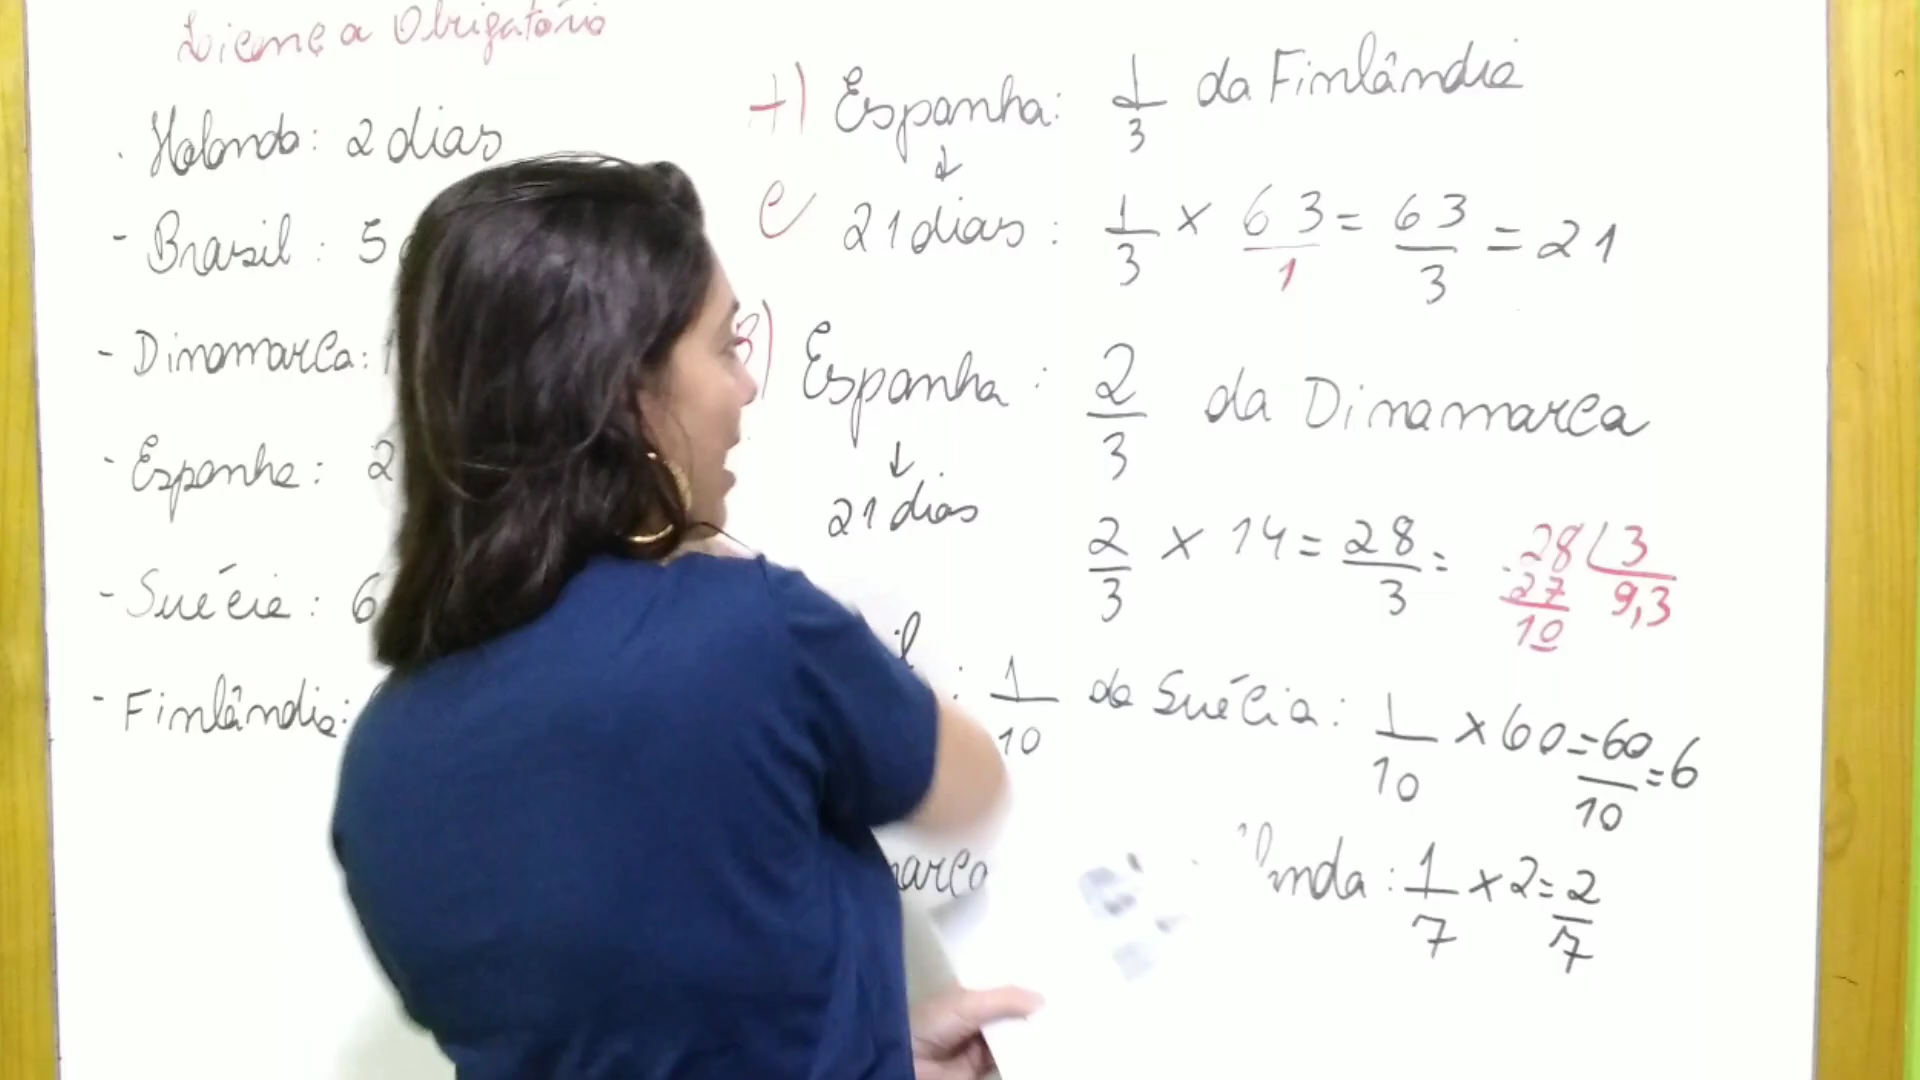 Licença Obrigatório
· Holanda: 2 dias
- Brasil: 5
- Dinamarca: 1
- Espanha: 2
- Suécia: 6
- Finlândia:
A) Espanha: 1/3 da Finlândia
↓
C 21 dias: 1/3 x 63/1 = 63/3 = 21
B) Espanha: 2/3 da Dinamarca
↓
21 dias 2/3 x 14 = 28/3 = 28 | 3
27 9,3
10
il : 1/10 da Suécia: 1/10 x 60 = 60/10 = 6
marca landa: 1/7 x 2 = 2/7